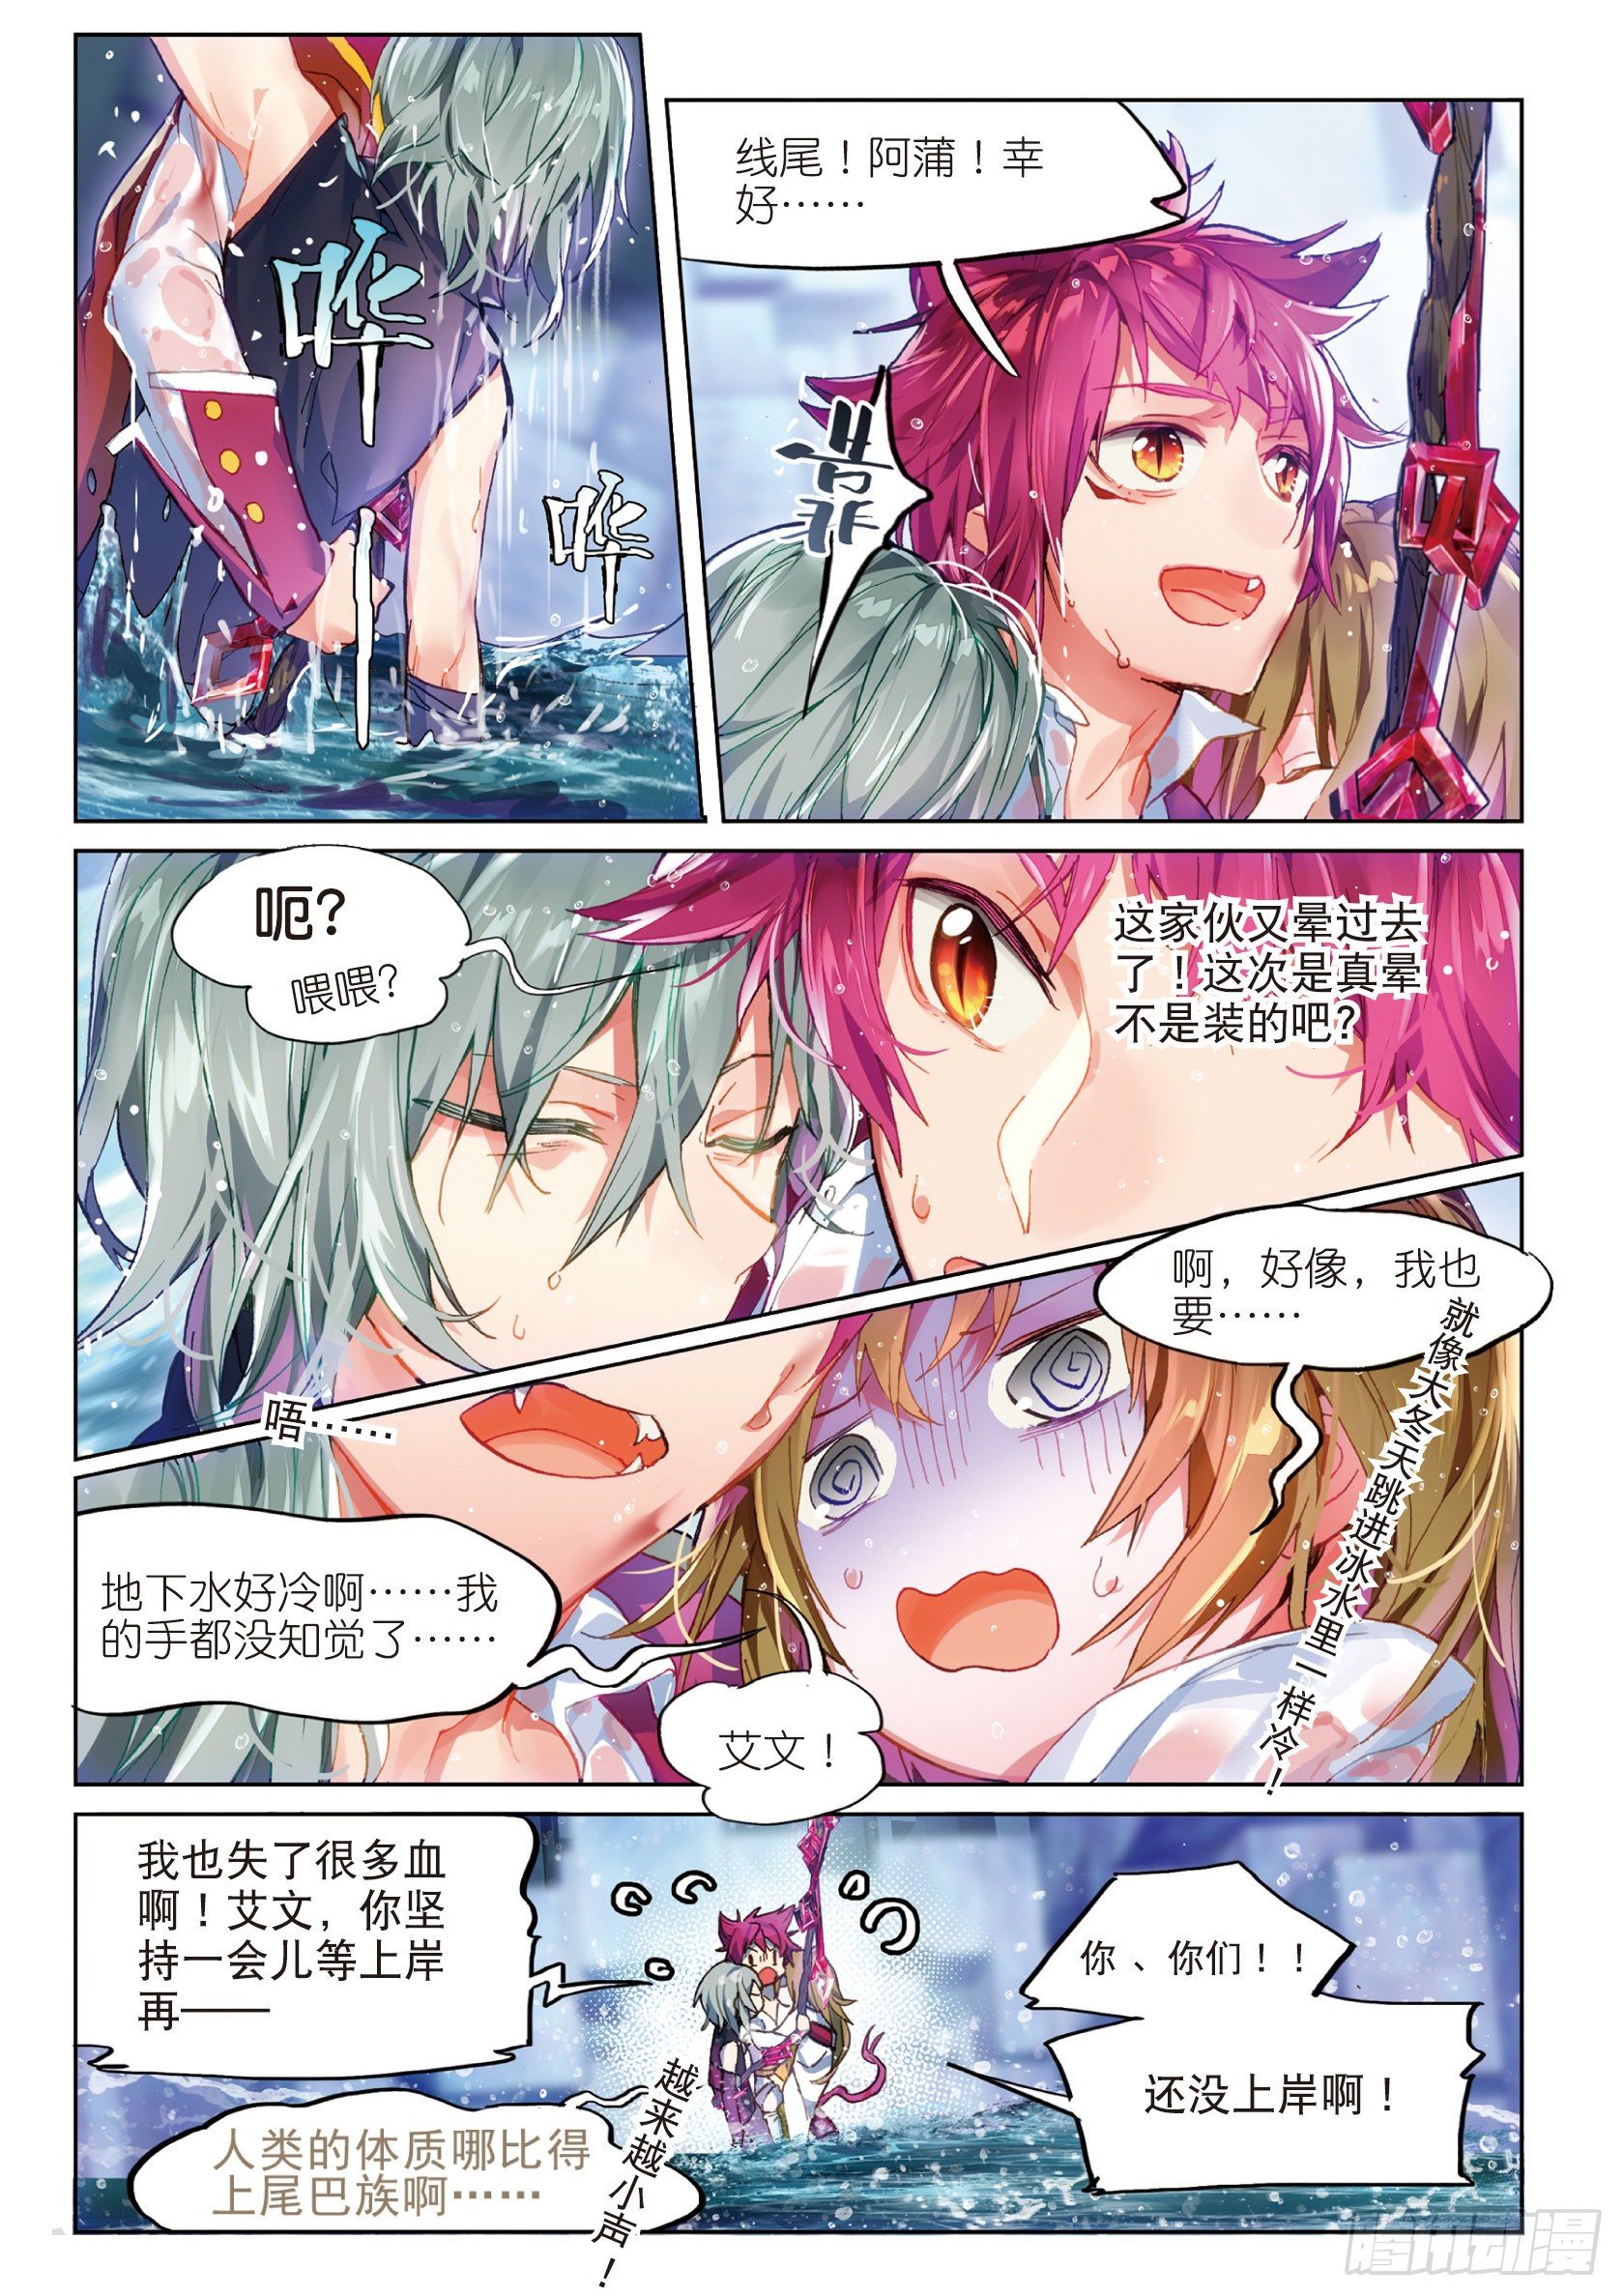 哗
哗
线尾！阿蒲！幸
好……
昔
非
呃？
喂喂？
这家伙又晕过去
了！这次是真晕
不是装的吧？
唔……
啊，好像，我也
要……
就像大冬天跳进冰水里一样冷！
地下水好冷啊……我
的手都没知觉了……
艾文！
我也失了很多血
啊！艾文，你坚
持一会儿等上岸
再——
你、你们！！
还没上岸啊！
人类的体质哪比得
上尾巴族啊……
越来越小声！
腾讯动漫